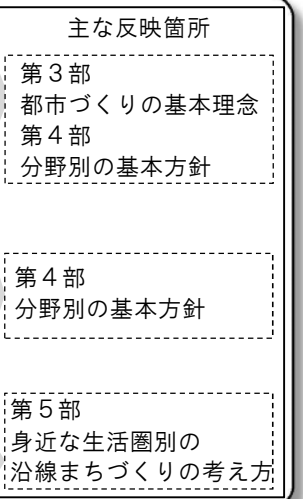 主な反映箇所
第３部
都市づくりの基本理念
第４部
分野別の基本方針
第４部
分野別の基本方針
第５部
身近な生活圏別の
沿線まちづくりの考え方